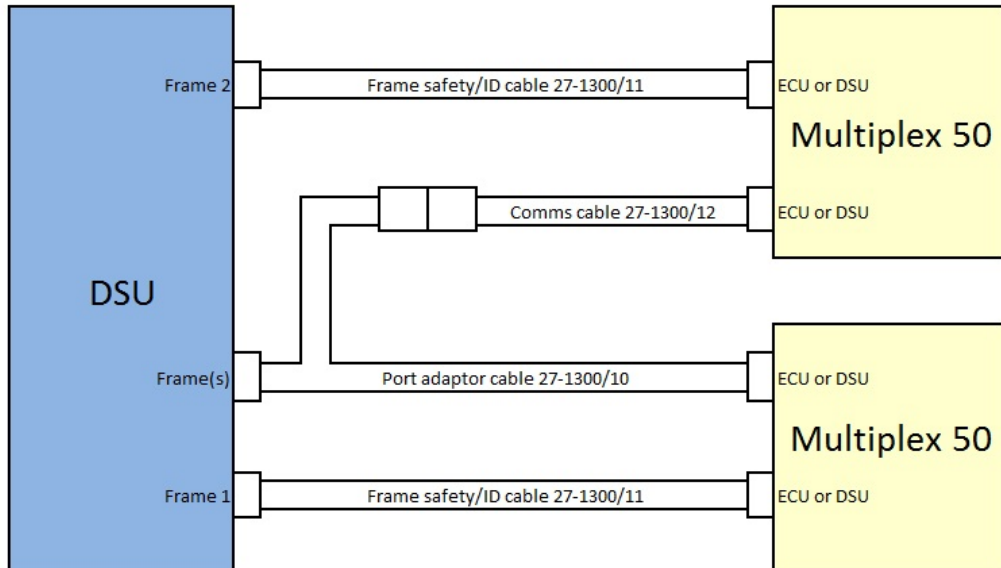 Frame 2
Frame safety/ID cable 27-1300/11
ECU or DSU
Multiplex 50
Comms cable 27-1300/12
ECU or DSU
DSU
Frame(s)
Port adaptor cable 27-1300/10
ECU or DSU
Multiplex 50
Frame 1
Frame safety/ID cable 27-1300/11
ECU or DSU